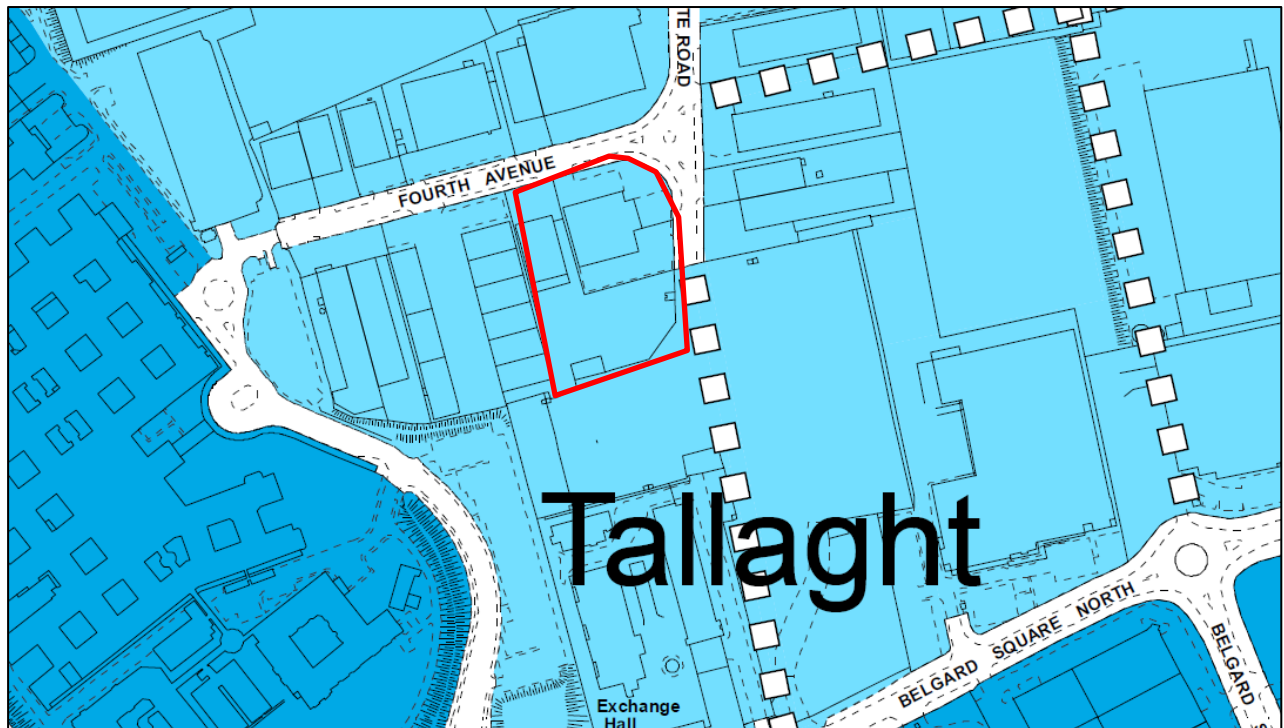 TE ROAD
FOURTH AVENUE
Tallaght
BELGARD SQUARE NORTH
BELGARD S
Exchange
Hall